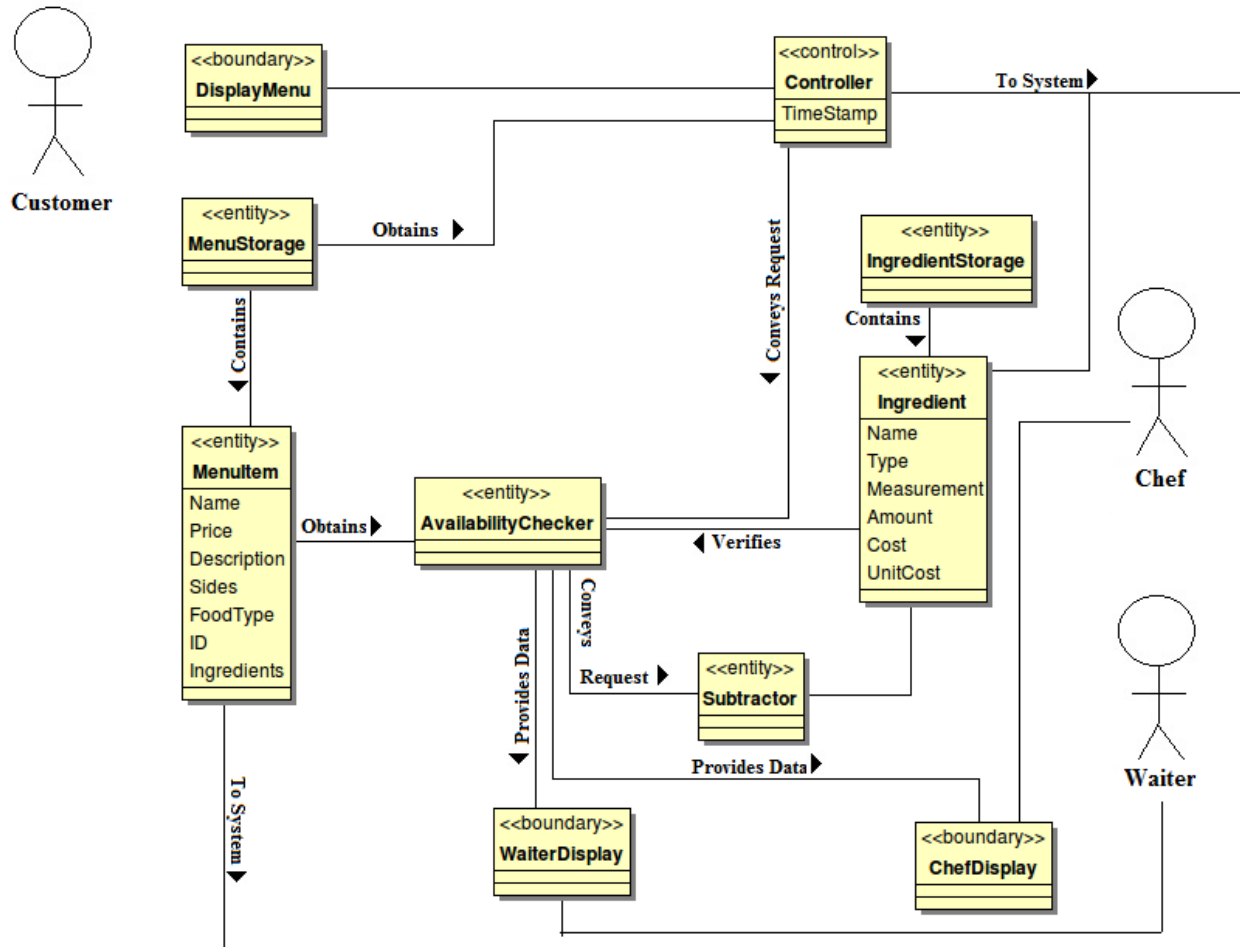 <<boundary>>
DisplayMenu
<<control>>
Controller
TimeStamp
To System
Customer
<<entity>>
MenuStorage
Obtains
Conveys Request
<<entity>>
IngredientStorage
Contains
Contains
<<entity>>
Ingredient
Name
Type
Measurement
Amount
Cost
UnitCost
Chef
<<entity>>
MenuItem
Name
Price
Description
Sides
FoodType
ID
Ingredients
Obtains
<<entity>>
AvailabilityChecker
Verifies
Conveys
Request
<<entity>>
Subtractor
Provides Data
Provides Data
Waiter
To System
<<boundary>>
WaiterDisplay
<<boundary>>
ChefDisplay